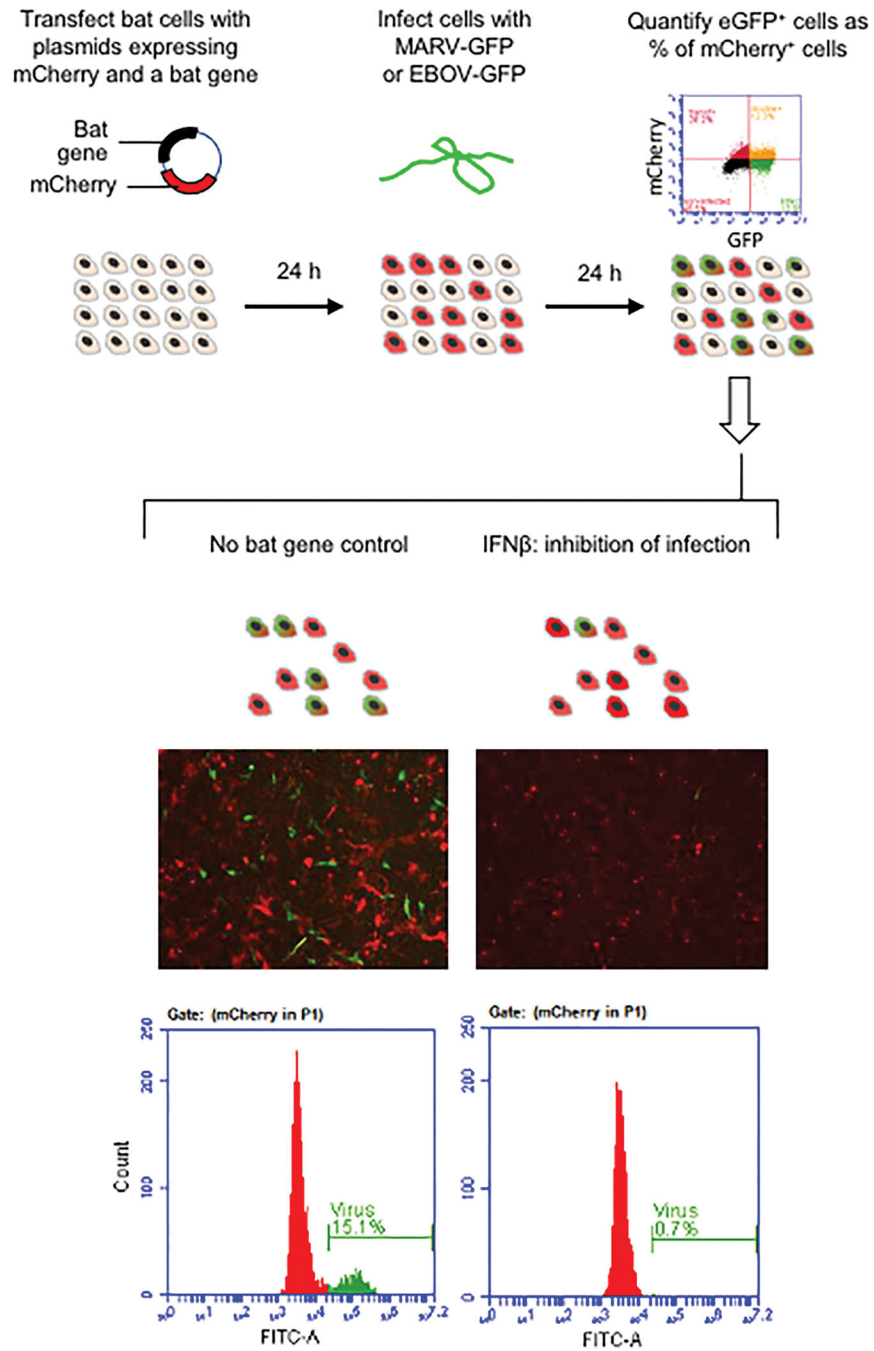 Transfect bat cells with
plasmids expressing
mCherry and a bat gene
Infect cells with
MARV-GFP
or EBOV-GFP
Quantify eGFP⁺ cells as
% of mCherry⁺ cells
Bat
gene
mCherry
mCherry
GFP
24 h
24 h
No bat gene control
IFNβ: inhibition of infection
Gate: (mCherry in P1)
Gate: (mCherry in P1)
Count
250
200
100
0
Virus
15.1%
FITC-A
250
200
100
0
Virus
0.7%
FITC-A